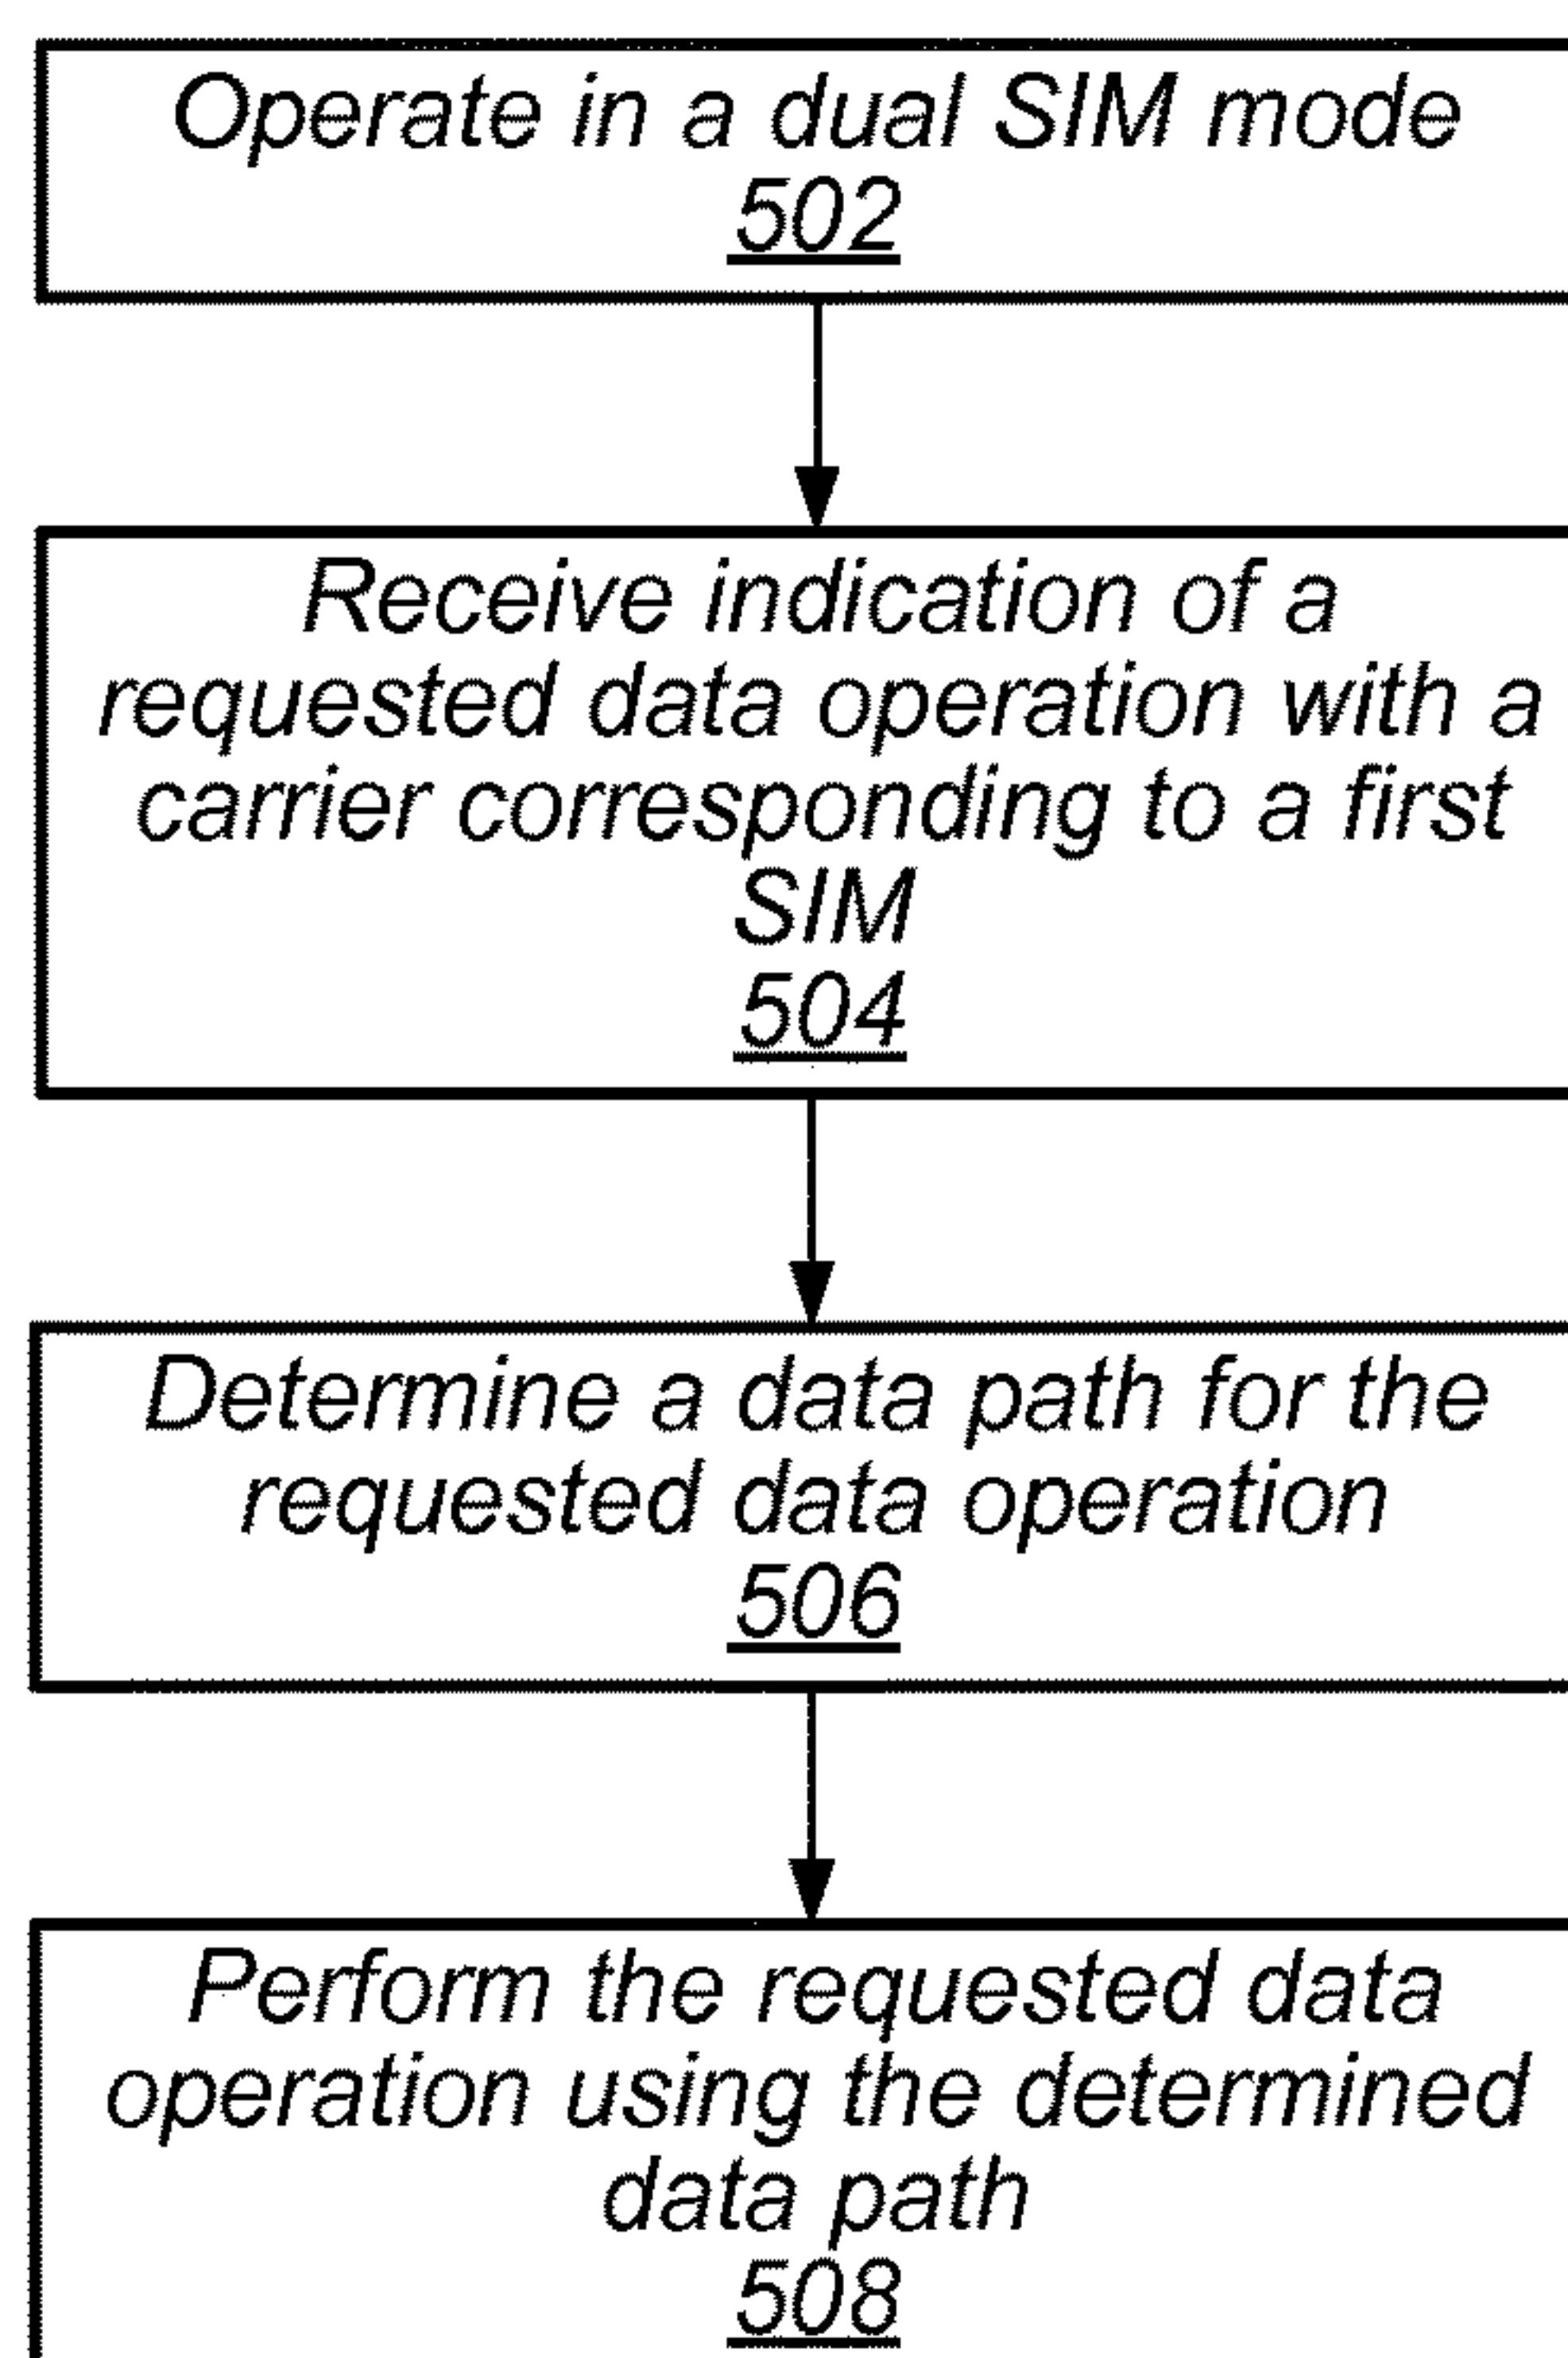 Operate in a dual SIM mode
502
Receive indication of a
requested data operation with a
carrier corresponding to a first
SIM
504
Determine a data path for the
requested data operation
506
Perform the requested data
operation using the determined
data path
508